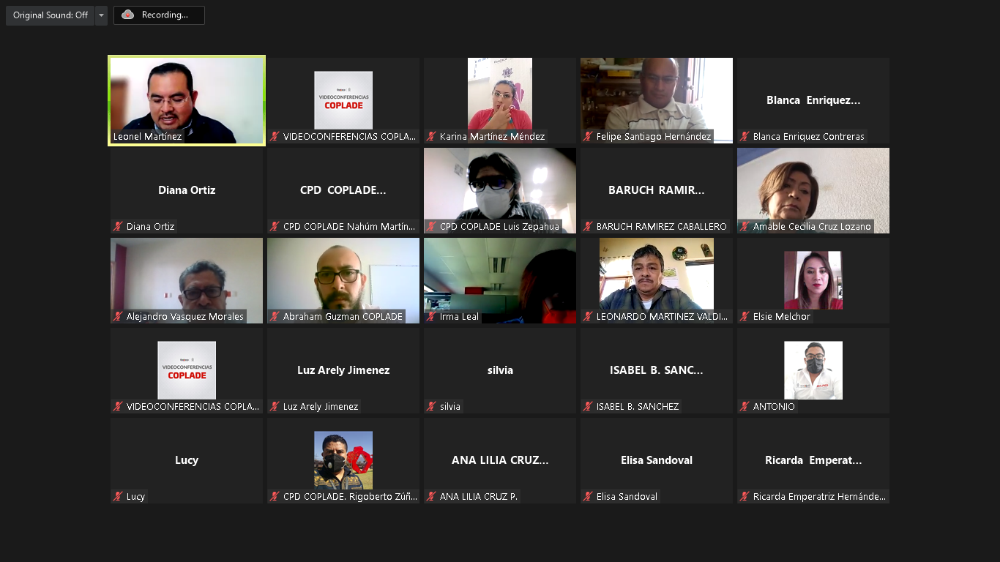 Original Sound: Off
Recording...
Leonel Martínez
VIDEOCONFERENCIAS
COPLADE
VIDEOCONFERENCIAS COPLA...
Karina Martínez Méndez
Felipe Santiago Hernández
Blanca Enriquez...
Blanca Enriquez Contreras
Diana Ortiz
Diana Ortiz
CPD COPLADE...
CPD COPLADE Nahúm Martín...
CPD COPLADE Luis Zepahua
BARUCH RAMIR...
BARUCH RAMIREZ CABALLERO
Amable Cecilia Cruz Lozano
Alejandro Vasquez Morales
Abraham Guzman COPLADE
Irma Leal
LEONARDO MARTINEZ VALDI...
Elsie Melchor
VIDEOCONFERENCIAS
COPLADE
VIDEOCONFERENCIAS COPLA...
Luz Arely Jimenez
Luz Arely Jimenez
silvia
silvia
ISABEL B. SANC...
ISABEL B. SANCHEZ
ANTONIO
Lucy
Lucy
CPD COPLADE. Rigoberto Zúñ...
ANA LILIA CRUZ...
ANA LILIA CRUZ P.
Elisa Sandoval
Elisa Sandoval
Ricarda Emperat...
Ricarda Emperatriz Hernánde...